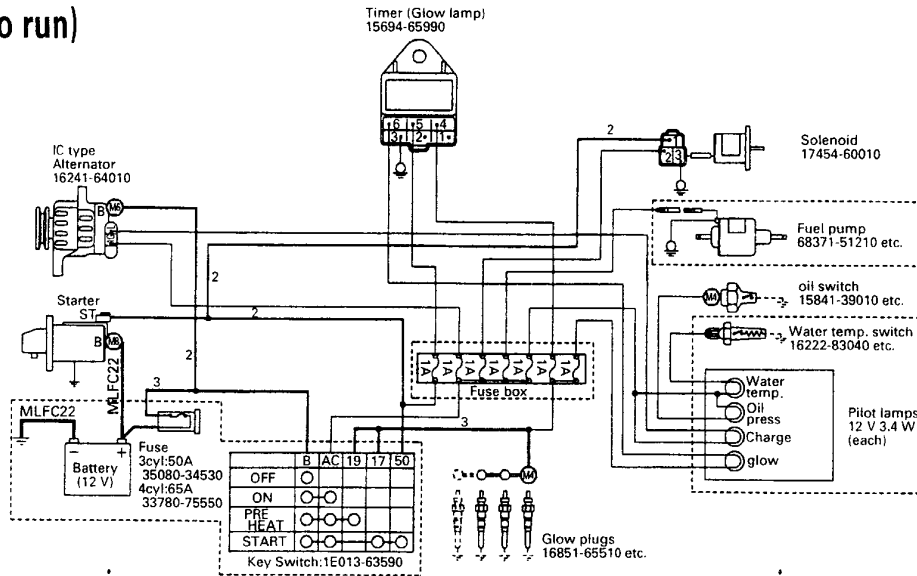 o run)
Timer (Glow lamp)
15694-65990
6 5 4
3 2 1
IC type
Alternator
16241-64010
B
M6
2
1
2 3
Solenoid
17454-60010
Fuel pump
68371-51210 etc.
M4
oil switch
15841-39010 etc.
Water temp. switch
16222-83040 etc.
Starter
ST
B
M8
2
2
2
3
MLFC22
MLFC22
1A 1A 1A 1A 1A 1A 1A
Fuse box
Water
temp.
Oil
press
Charge
glow
Pilot lamps
12 V 3.4 W
(each)
- +
Battery
(12 V)
Fuse
3cyl:50A
35080-34530
4cyl:65A
33780-75550
3
B AC 19 17 50
OFF
ON
PRE
HEAT
START
Key Switch:1E013-63590
M4
Glow plugs
16851-65510 etc.